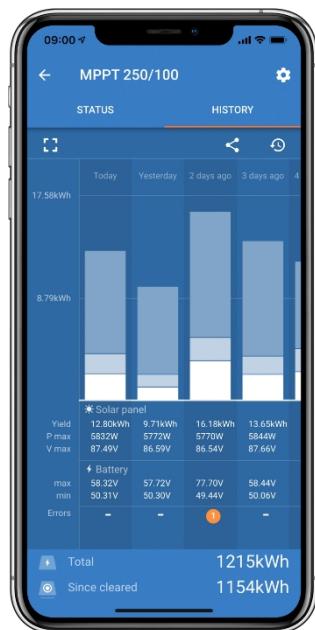 09:00
MPPT 250/100
STATUS HISTORY
Today Yesterday 2 days ago 3 days ago 4
17.58kWh
8.79kWh
Solar panel
Yield 12.80kWh 9.71kWh 16.18kWh 13.65kWh
P max 5832W 5772W 5770W 5844W
V max 87.49V 86.59V 86.54V 87.66V
Battery
max 58.32V 57.72V 77.70V 58.44V
min 50.31V 50.30V 49.44V 50.06V
Errors - - 1 -
Total 1215kWh
Since cleared 1154kWh